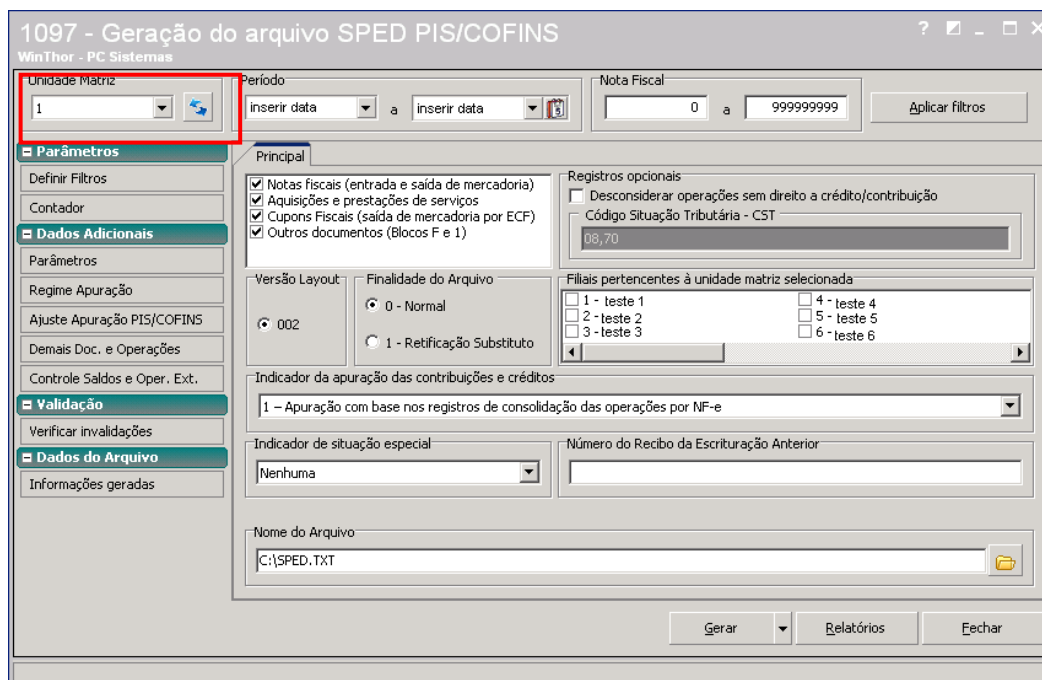 1097 - Geração do arquivo SPED PIS/COFINS
WinThor - PC Sistemas
Unidade Matriz
1
Período
inserir data a inserir data
Nota Fiscal
0 a 999999999
Aplicar filtros
Parâmetros
Definir Filtros
Contador
Dados Adicionais
Parâmetros
Regime Apuração
Ajuste Apuração PIS/COFINS
Demais Doc. e Operações
Controle Saldos e Oper. Ext.
Validação
Verificar invalidações
Dados do Arquivo
Informações geradas
Principal
Notas fiscais (entrada e saída de mercadoria)
Aquisições e prestações de serviços
Cupons Fiscais (saída de mercadoria por ECF)
Outros documentos (Blocos F e 1)
Registros opcionais
Desconsiderar operações sem direito a crédito/contribuição
Código Situação Tributária - CST
08,70
Versão Layout
002
Finalidade do Arquivo
0 - Normal
1 - Retificação Substituto
Filiais pertencentes à unidade matriz selecionada
1 - teste 1
2 - teste 2
3 - teste 3
4 - teste 4
5 - teste 5
6 - teste 6
Indicador da apuração das contribuições e créditos
1 – Apuração com base nos registros de consolidação das operações por NF-e
Indicador de situação especial
Nenhuma
Número do Recibo da Escrituração Anterior
Nome do Arquivo
C:\SPED.TXT
Gerar
Relatórios
Fechar